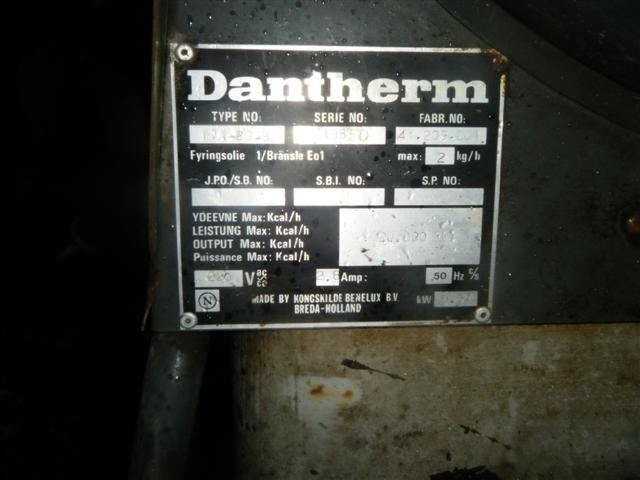 Dantherm
TYPE NO: SERIE NO: FABR.NO:
Fyringsolie 1/Bränsle Eo1 max: 2 kg/h
J.P.O./S.B. NO: S.B.I. NO: S.P. NO:
YDEEVNE Max: Kcal/h
LEISTUNG Max: Kcal/h
OUTPUT Max: Kcal/h
Puissance Max: Kcal/h
220 V Amp: 50 Hz C/S
N MADE BY KONGSKILDE BENELUX B.V. kW
BREDA-HOLLAND